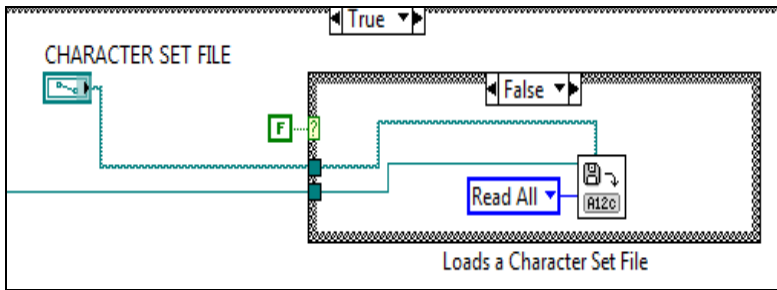 True
CHARACTER SET FILE
False
F
?
Read All
A12c
Loads a Character Set File